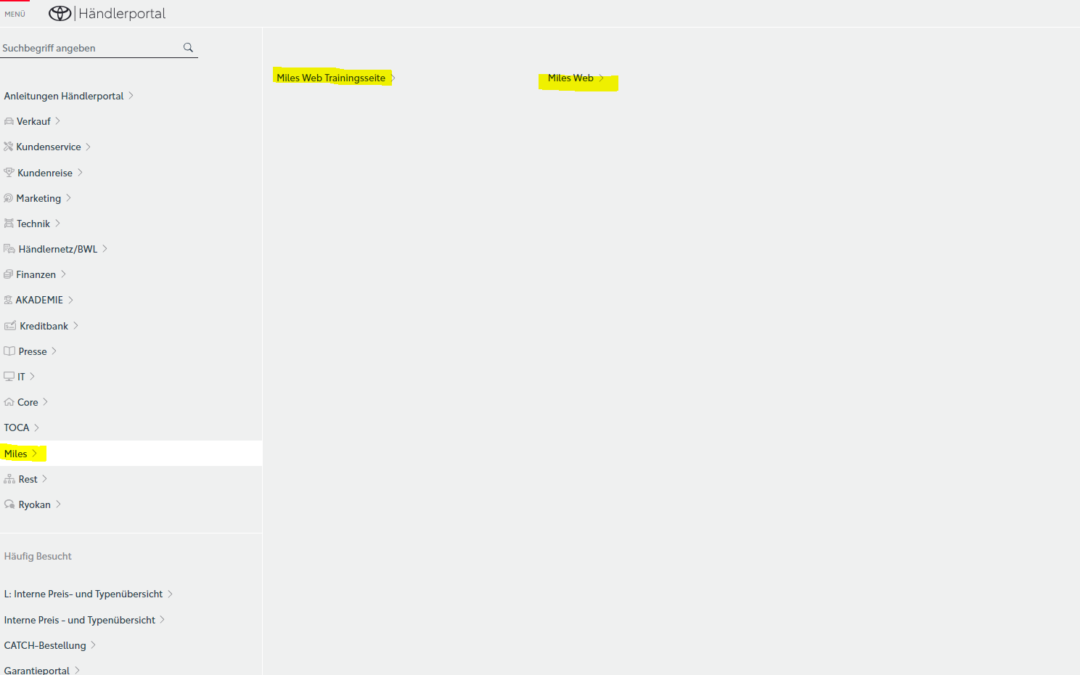 MENÜ
Händlerportal
Suchbegriff angeben
Miles Web Trainingsseite
Miles Web
Anleitungen Händlerportal
Verkauf
Kundenservice
Kundenreise
Marketing
Technik
Händlernetz/BWL
Finanzen
AKADEMIE
Kreditbank
Presse
IT
Core
TOCA
Miles
Rest
Ryokan
Häufig Besucht
L: Interne Preis- und Typenübersicht
Interne Preis - und Typenübersicht
CATCH-Bestellung
Garantieportal